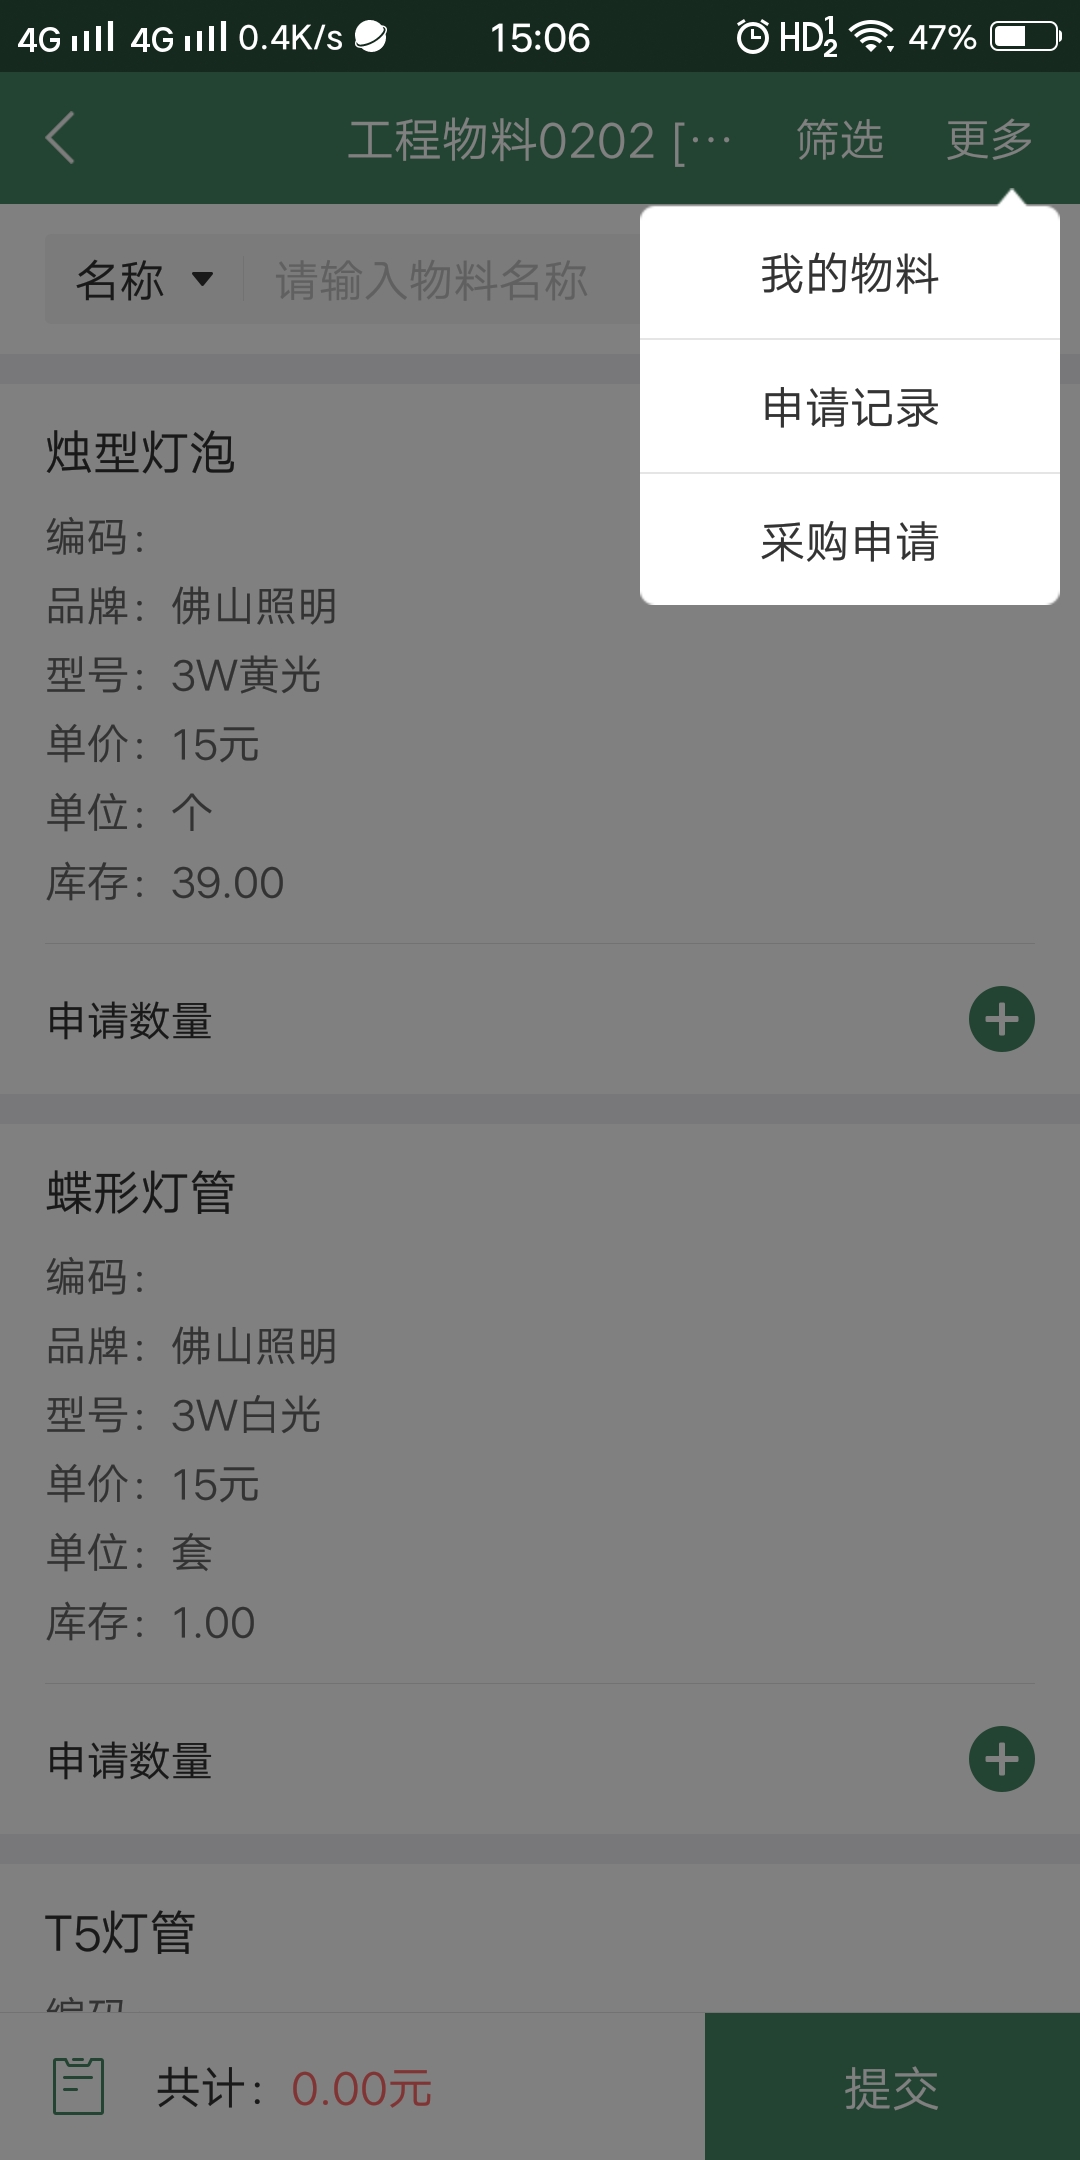 4G 4G 0.4K/s 15:06 HD 1 2 47%
工程物料0202 [··· 筛选 更多
名称 请输入物料名称
我的物料
申请记录
采购申请
烛型灯泡
编码：
品牌：佛山照明
型号：3W黄光
单价：15元
单位：个
库存：39.00
申请数量
蝶形灯管
编码：
品牌：佛山照明
型号：3W白光
单价：15元
单位：套
库存：1.00
申请数量
T5灯管
编码
共计：0.00元 提交